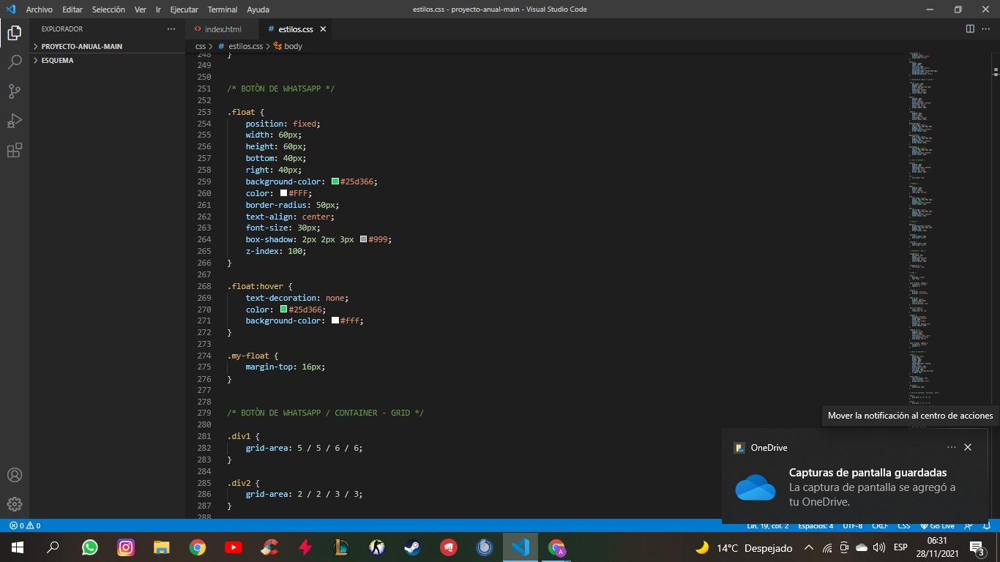 Archivo Editar Selección Ver Ir Ejecutar Terminal Ayuda
estilos.css - proyecto-anual-main - Visual Studio Code
EXPLORADOR
PROYECTO-ANUAL-MAIN
ESQUEMA
<> index.html
# estilos.css
css > # estilos.css > body
248 }
249
250
251 /* BOTÒN DE WHATSAPP */
252
253 .float {
254 position: fixed;
255 width: 60px;
256 height: 60px;
257 bottom: 40px;
258 right: 40px;
259 background-color: #25d366;
260 color: #FFF;
261 border-radius: 50px;
262 text-align: center;
263 font-size: 30px;
264 box-shadow: 2px 2px 3px #999;
265 z-index: 100;
266 }
267
268 .float:hover {
269 text-decoration: none;
270 color: #25d366;
271 background-color: #fff;
272 }
273
274 .my-float {
275 margin-top: 16px;
276 }
277
278
279 /* BOTÒN DE WHATSAPP / CONTAINER - GRID */
280
281 .div1 {
282 grid-area: 5 / 5 / 6 / 6;
283 }
284
285 .div2 {
286 grid-area: 2 / 2 / 3 / 3;
287 }
288
Mover la notificación al centro de acciones
OneDrive
Capturas de pantalla guardadas
La captura de pantalla se agregó a
tu OneDrive.
0 0
Lín. 19, col. 2 Espacios: 4 UTF-8 CRLF CSS Go Live
14°C Despejado
ESP
06:31
28/11/2021
3
A